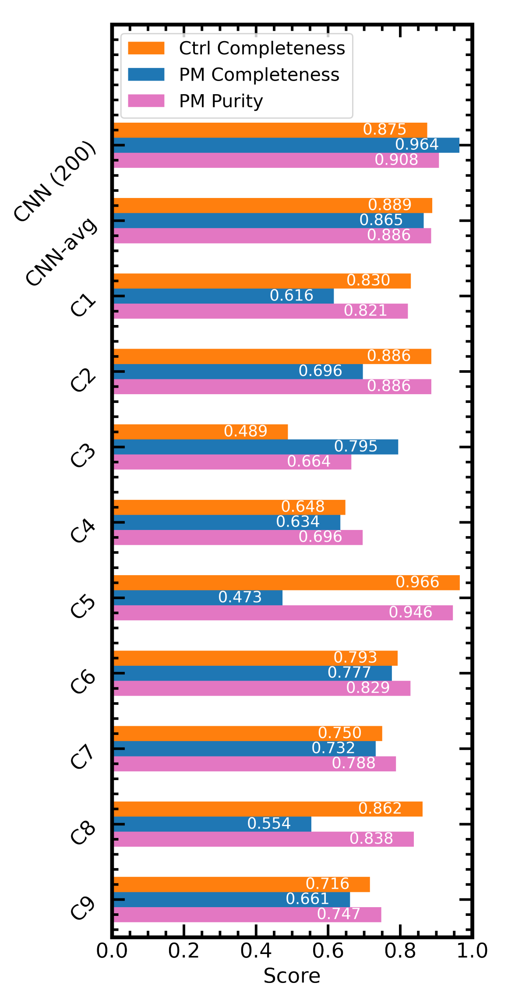 Ctrl Completeness
PM Completeness
PM Purity
CNN (200)
0.875
0.964
0.908
CNN-avg
0.889
0.865
0.886
C1
0.830
0.616
0.821
C2
0.886
0.696
0.886
C3
0.489
0.795
0.664
C4
0.648
0.634
0.696
C5
0.966
0.473
0.946
C6
0.793
0.777
0.829
C7
0.750
0.732
0.788
C8
0.862
0.554
0.838
C9
0.716
0.661
0.747
0.0 0.2 0.4 0.6 0.8 1.0
Score